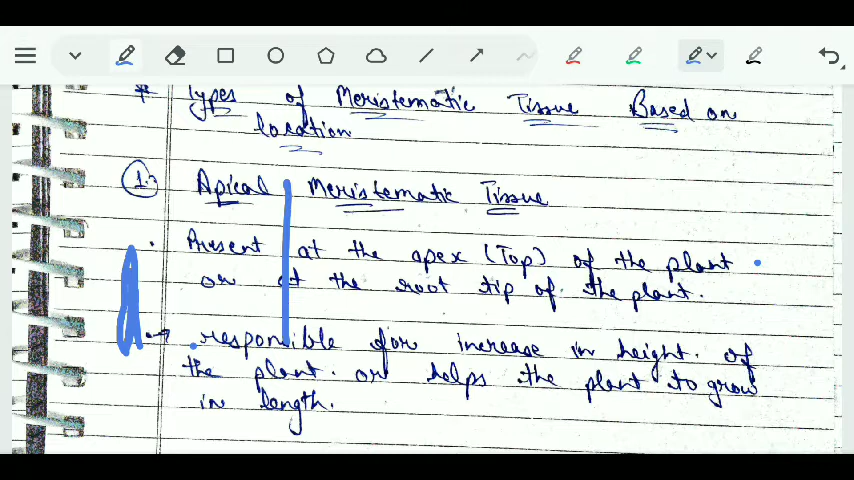 * Types of Meristematic Tissue Based on
location
1) Apical Meristematic Tissue
. Present at the apex (Top) of the plant
or at the root tip of the plant.
.→ responsible for increase in height. of
the plant. or helps the plant to grow
in length.